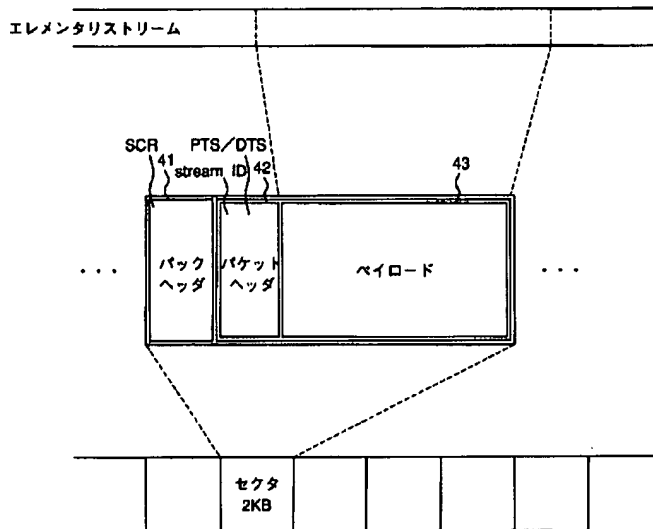 エレメンタリストリーム
SCR
41
PTS/DTS
stream ID
42
43
パック
ヘッダ
パケット
ヘッダ
ペイロード
・・・
・・・
セクタ
2KB